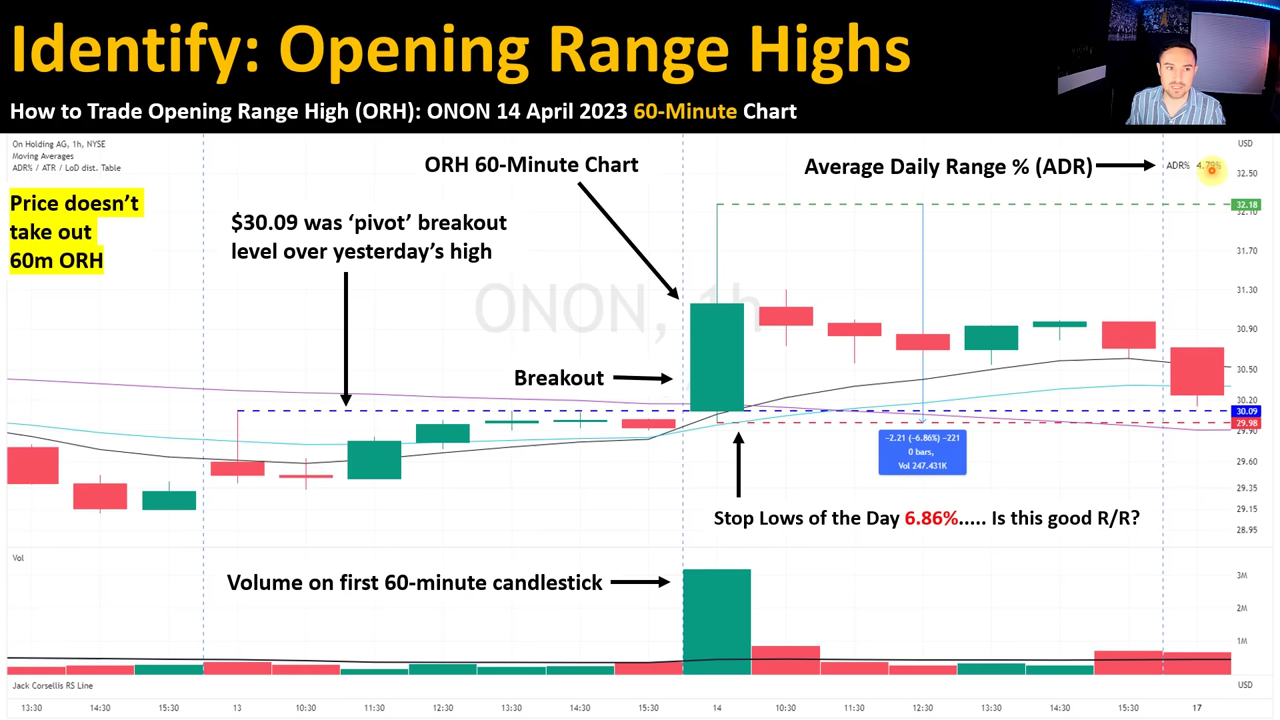 Identify: Opening Range Highs
How to Trade Opening Range High (ORH): ONON 14 April 2023 60-Minute Chart
On Holding AG, 1h, NYSE
Moving Averages
ADR% / ATR / LoD dist. Table
Price doesn't
take out
60m ORH
$30.09 was 'pivot' breakout
level over yesterday's high
ORH 60-Minute Chart
Average Daily Range % (ADR)
ADR% 4.79%
USD
32.50
32.18
32.10
31.70
31.30
30.90
30.50
30.09
29.98
29.90
29.60
29.35
29.15
28.95
ONON, 1h
Breakout
−2.21 (−6.86%) −221
0 bars,
Vol 247.431K
Stop Lows of the Day 6.86%..... Is this good R/R?
Vol
Volume on first 60-minute candlestick
3M
2M
1M
Jack Corsellis RS Line
USD
13:30 14:30 15:30 13 10:30 11:30 12:30 13:30 14:30 15:30 14 10:30 11:30 12:30 13:30 14:30 15:30 17